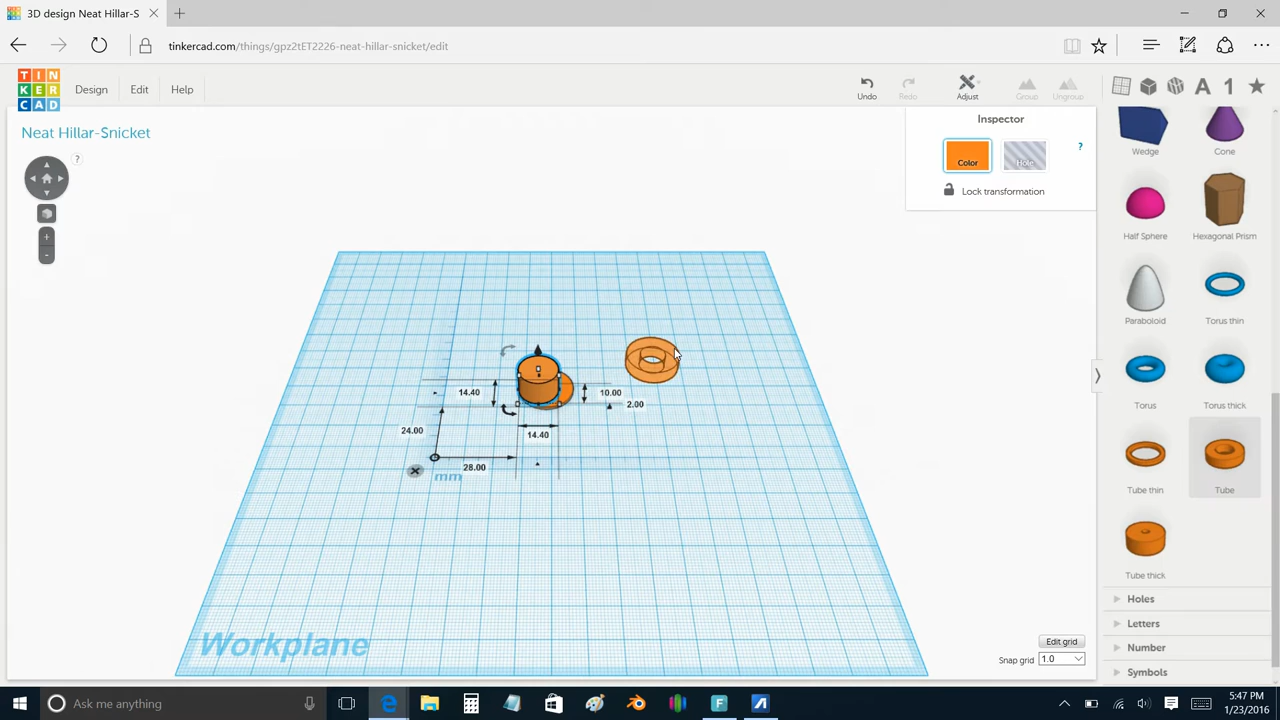 3D design Neat Hillar-S
tinkercad.com/things/gpz2tET2226-neat-hillar-snicket/edit
TIN
KER
CAD
Design Edit Help
Undo Redo Adjust Group Ungroup
A 1
Neat Hillar-Snicket
?
+
-
Inspector
Color Hole ?
Lock transformation
Wedge Cone
Half Sphere Hexagonal Prism
Paraboloid Torus thin
Torus Torus thick
Tube thin Tube
Tube thick
Holes
Letters
Number
Symbols
14.40
10.00
2.00
24.00
14.40
28.00
mm
Workplane
Edit grid
Snap grid 1.0
Ask me anything
5:47 PM
1/23/2016